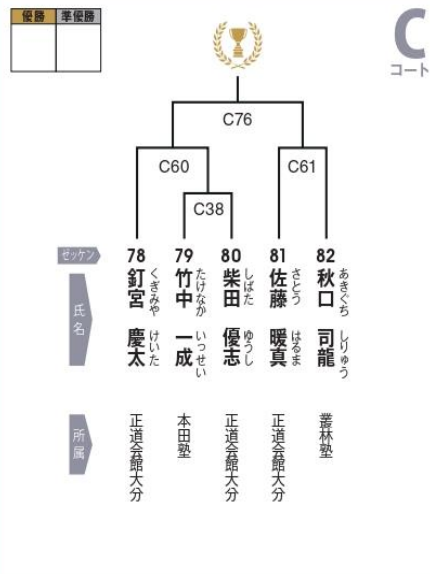 優勝
準優勝
C
コート
C76
C60
C61
C38
ゼッケン
78
79
80
81
82
氏名
釘宮 慶太
くぎみや けいた
竹中 一成
たけなか いっせい
柴田 優志
しばた ゆうし
佐藤 暖真
さとう はるま
秋口 司龍
あきぐち しりゅう
所属
正道会館大分
本田塾
正道会館大分
正道会館大分
叢林塾